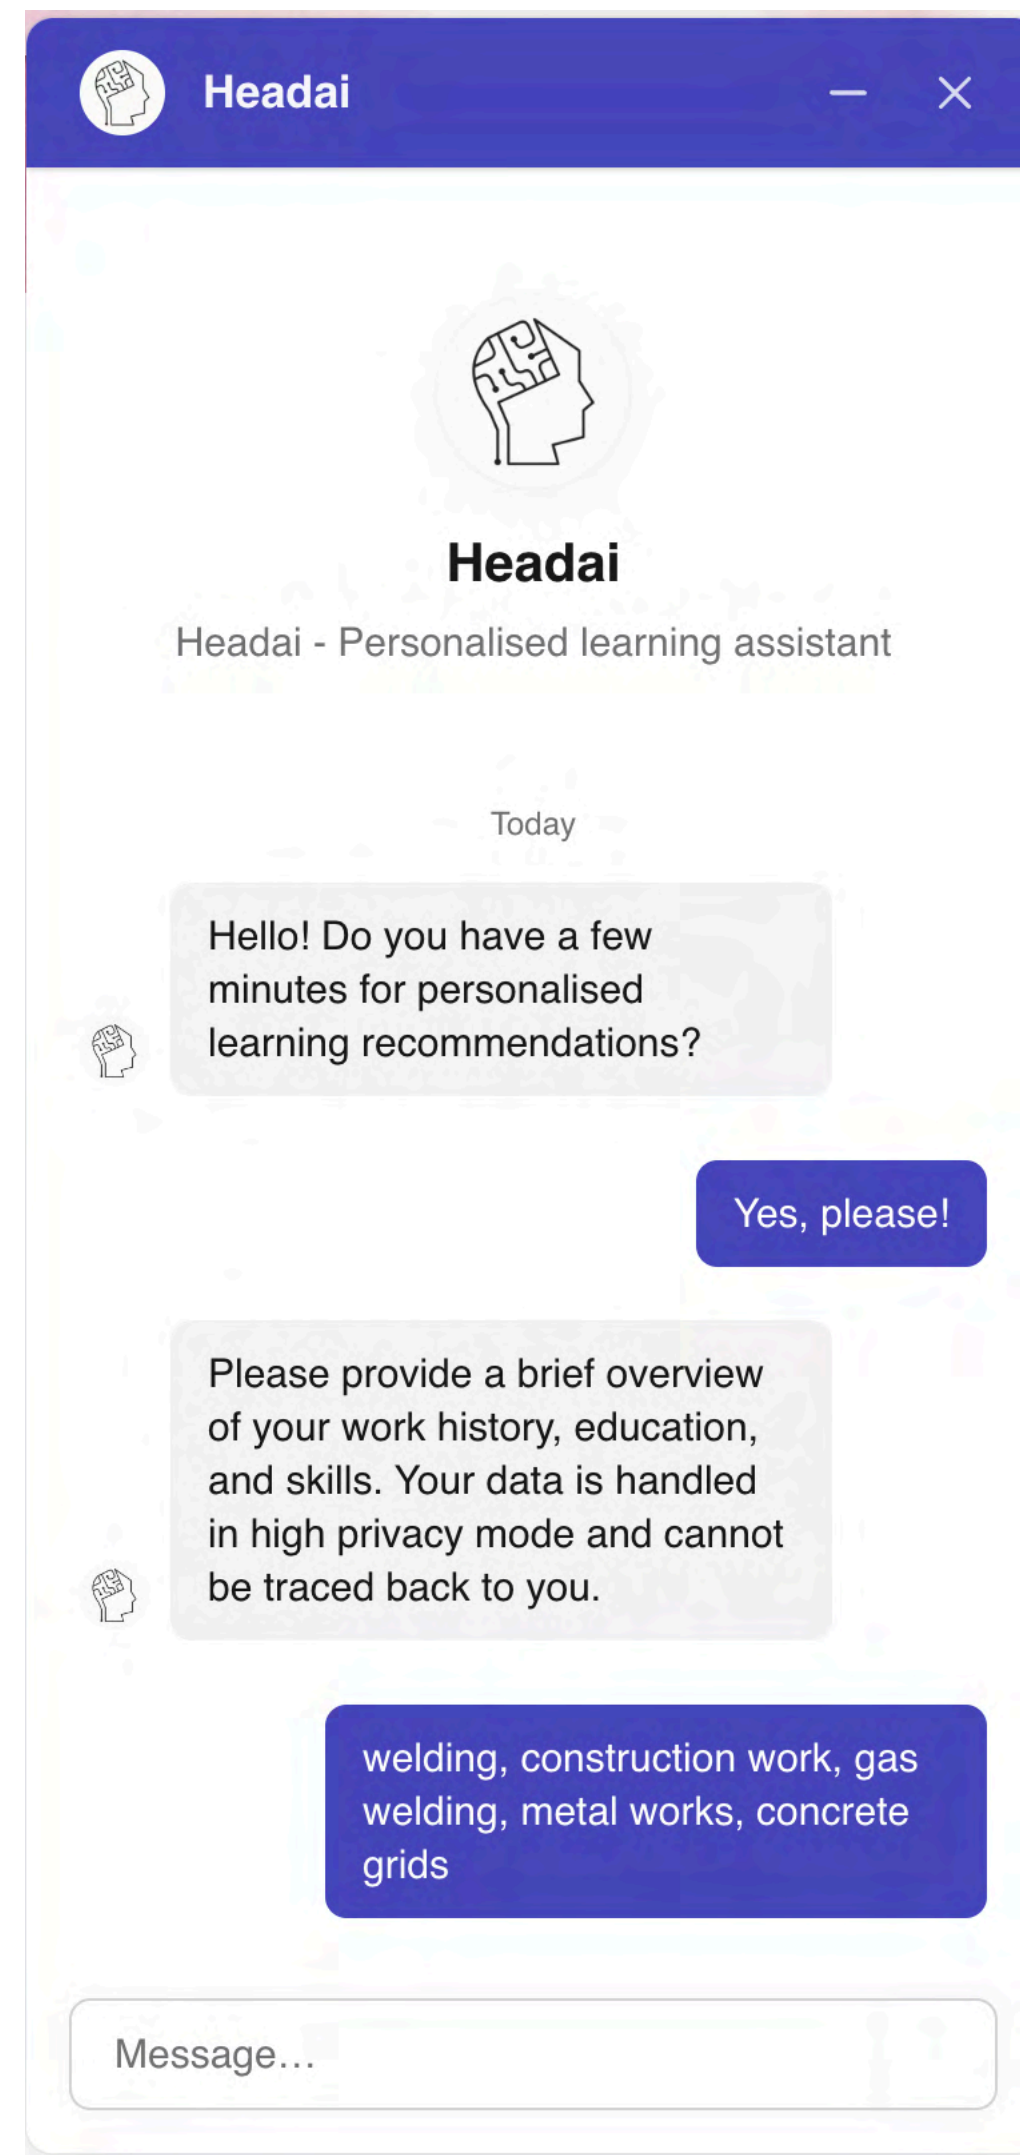 Headai
Headai
Headai - Personalised learning assistant
Today
Hello! Do you have a few
minutes for personalised
learning recommendations?
Yes, please!
Please provide a brief overview
of your work history, education,
and skills. Your data is handled
in high privacy mode and cannot
be traced back to you.
welding, construction work, gas
welding, metal works, concrete
grids
Message...